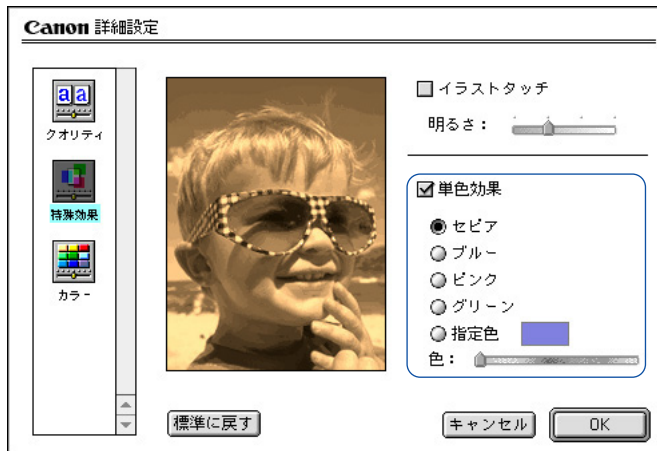 Canon 詳細設定
aa
クオリティ
特殊効果
カラー
イラストタッチ
明るさ：
単色効果
セピア
ブルー
ピンク
グリーン
指定色
色：
標準に戻す
キャンセル
OK